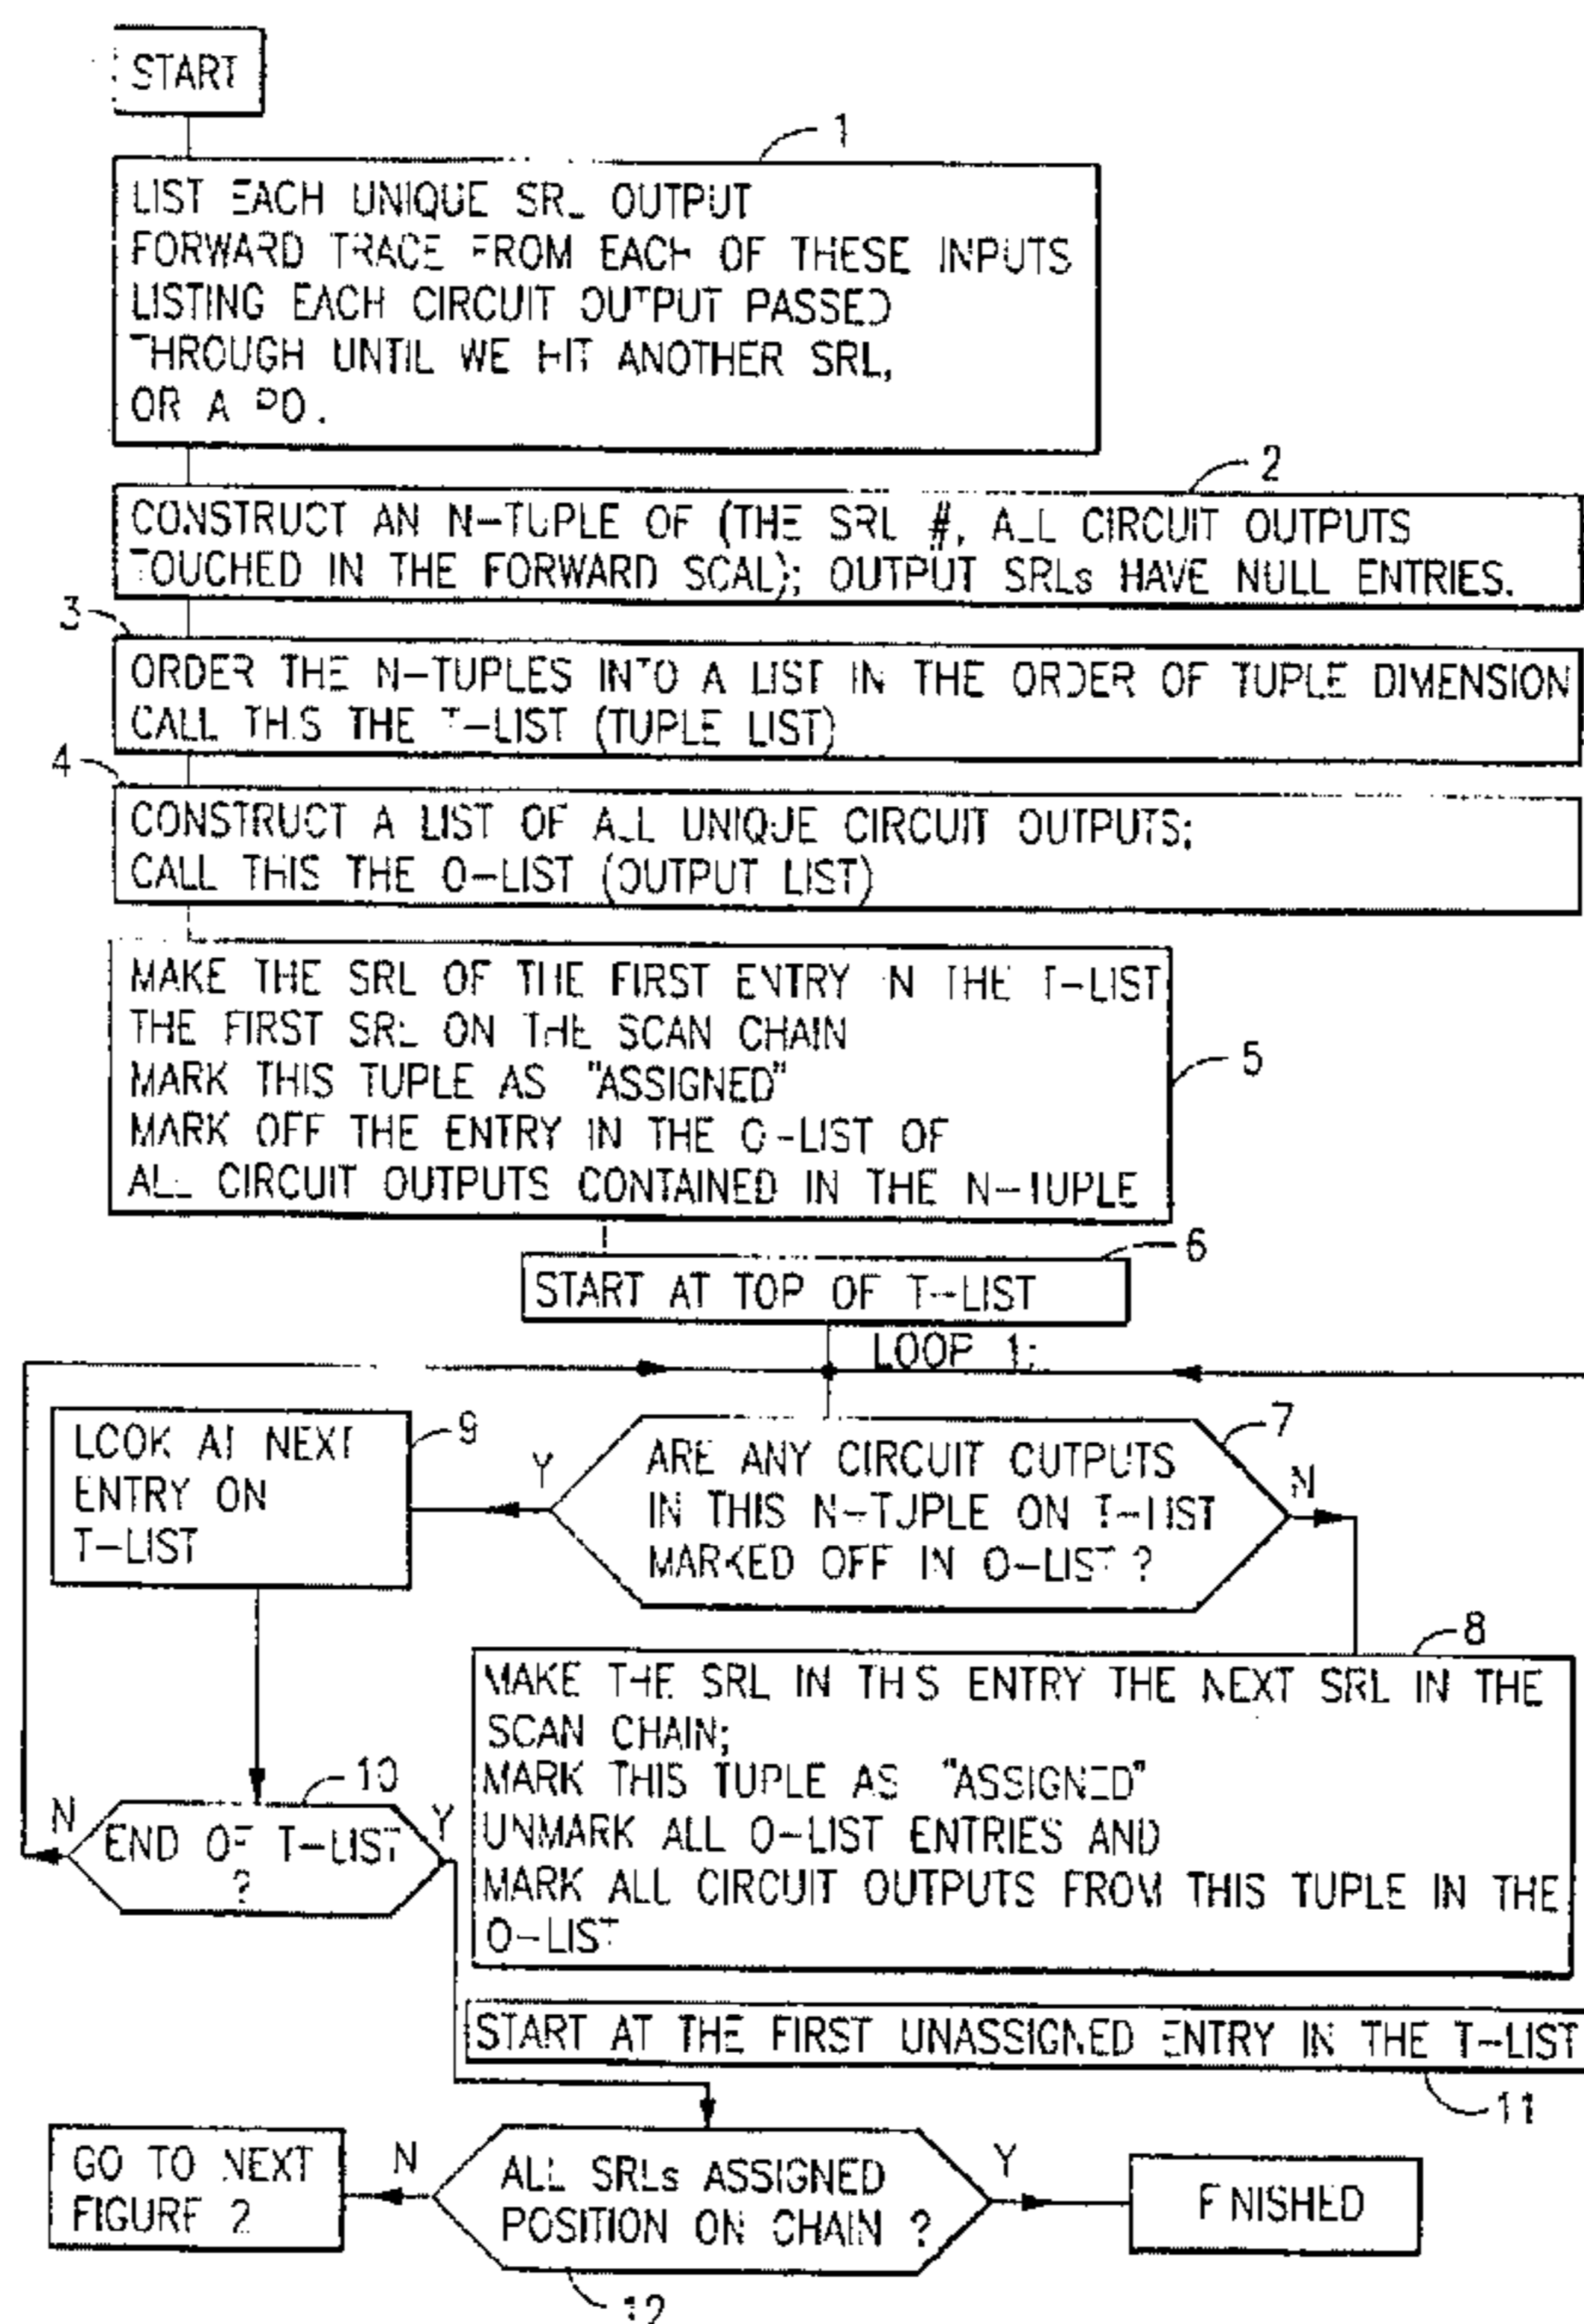 START
1
LIST EACH UNIQUE SRL OUTPUT
FORWARD TRACE FROM EACH OF THESE INPUTS
LISTING EACH CIRCUIT OUTPUT PASSED
THROUGH UNTIL WE HIT ANOTHER SRL,
OR A PO.
2
CONSTRUCT AN N-TUPLE OF (THE SRL #, ALL CIRCUIT OUTPUTS
TOUCHED IN THE FORWARD SCAL); OUTPUT SRLs HAVE NULL ENTRIES.
3
ORDER THE N-TUPLES INTO A LIST IN THE ORDER OF TUPLE DIMENSION
CALL THIS THE T-LIST (TUPLE LIST)
4
CONSTRUCT A LIST OF ALL UNIQUE CIRCUIT OUTPUTS;
CALL THIS THE O-LIST (OUTPUT LIST)
MAKE THE SRL OF THE FIRST ENTRY IN THE T-LIST
THE FIRST SRL ON THE SCAN CHAIN
MARK THIS TUPLE AS "ASSIGNED"
MARK OFF THE ENTRY IN THE O-LIST OF
ALL CIRCUIT OUTPUTS CONTAINED IN THE N-TUPLE
5
6
START AT TOP OF T-LIST
LOOP 1:
LOOK AT NEXT
ENTRY ON
T-LIST
9
Y
ARE ANY CIRCUIT OUTPUTS
IN THIS N-TUPLE ON T-LIST
MARKED OFF IN O-LIST ?
7
N
8
MAKE THE SRL IN THIS ENTRY THE NEXT SRL IN THE
SCAN CHAIN;
MARK THIS TUPLE AS "ASSIGNED"
UNMARK ALL O-LIST ENTRIES AND
MARK ALL CIRCUIT OUTPUTS FROM THIS TUPLE IN THE
O-LIST
10
N
END OF T-LIST
?
Y
START AT THE FIRST UNASSIGNED ENTRY IN THE T-LIST
11
GO TO NEXT
FIGURE 2
N
ALL SRLs ASSIGNED
POSITION ON CHAIN ?
Y
FINISHED
12